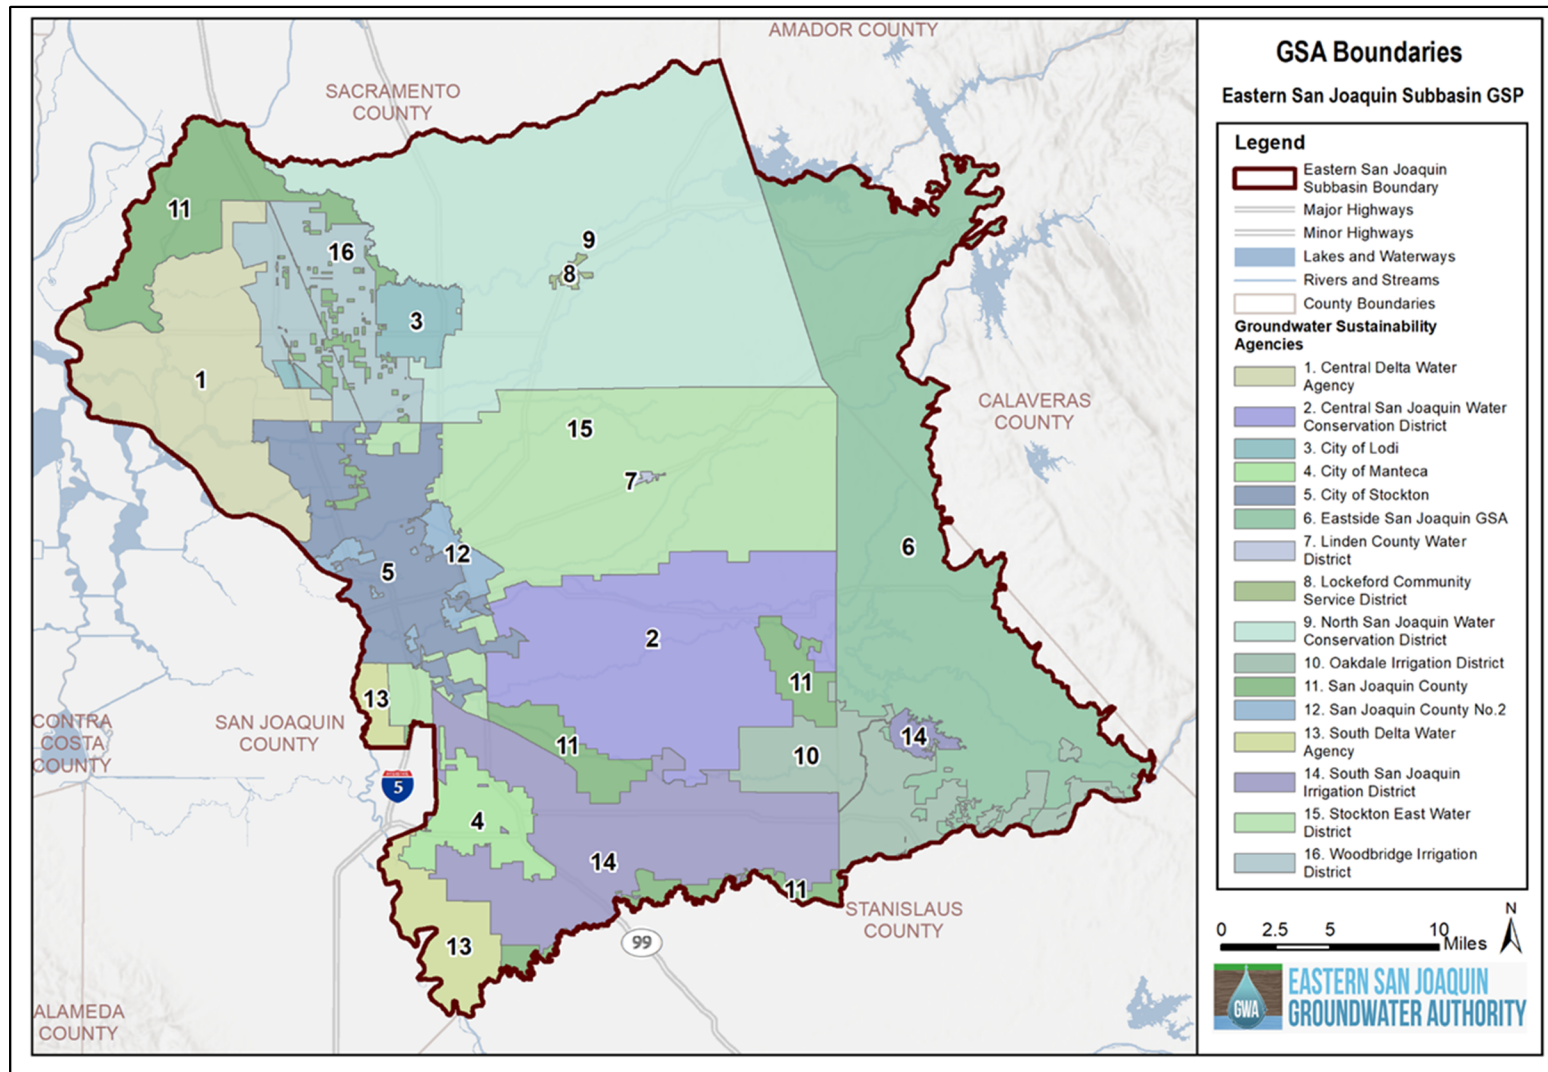 AMADOR COUNTY
SACRAMENTO
COUNTY
11
16
9
8
3
1
CALAVERAS
COUNTY
15
7
6
12
5
2
11
13
CONTRA
COSTA
COUNTY
SAN JOAQUIN
COUNTY
11
14
10
5
4
14
11
STANISLAUS
COUNTY
13
99
ALAMEDA
COUNTY
GSA Boundaries
Eastern San Joaquin Subbasin GSP
Legend
Eastern San Joaquin
Subbasin Boundary
Major Highways
Minor Highways
Lakes and Waterways
Rivers and Streams
County Boundaries
Groundwater Sustainability
Agencies
1. Central Delta Water
Agency
2. Central San Joaquin Water
Conservation District
3. City of Lodi
4. City of Manteca
5. City of Stockton
6. Eastside San Joaquin GSA
7. Linden County Water
District
8. Lockeford Community
Service District
9. North San Joaquin Water
Conservation District
10. Oakdale Irrigation District
11. San Joaquin County
12. San Joaquin County No.2
13. South Delta Water
Agency
14. South San Joaquin
Irrigation District
15. Stockton East Water
District
16. Woodbridge Irrigation
District
N
0 2.5 5 10
Miles
GWA
EASTERN SAN JOAQUIN
GROUNDWATER AUTHORITY